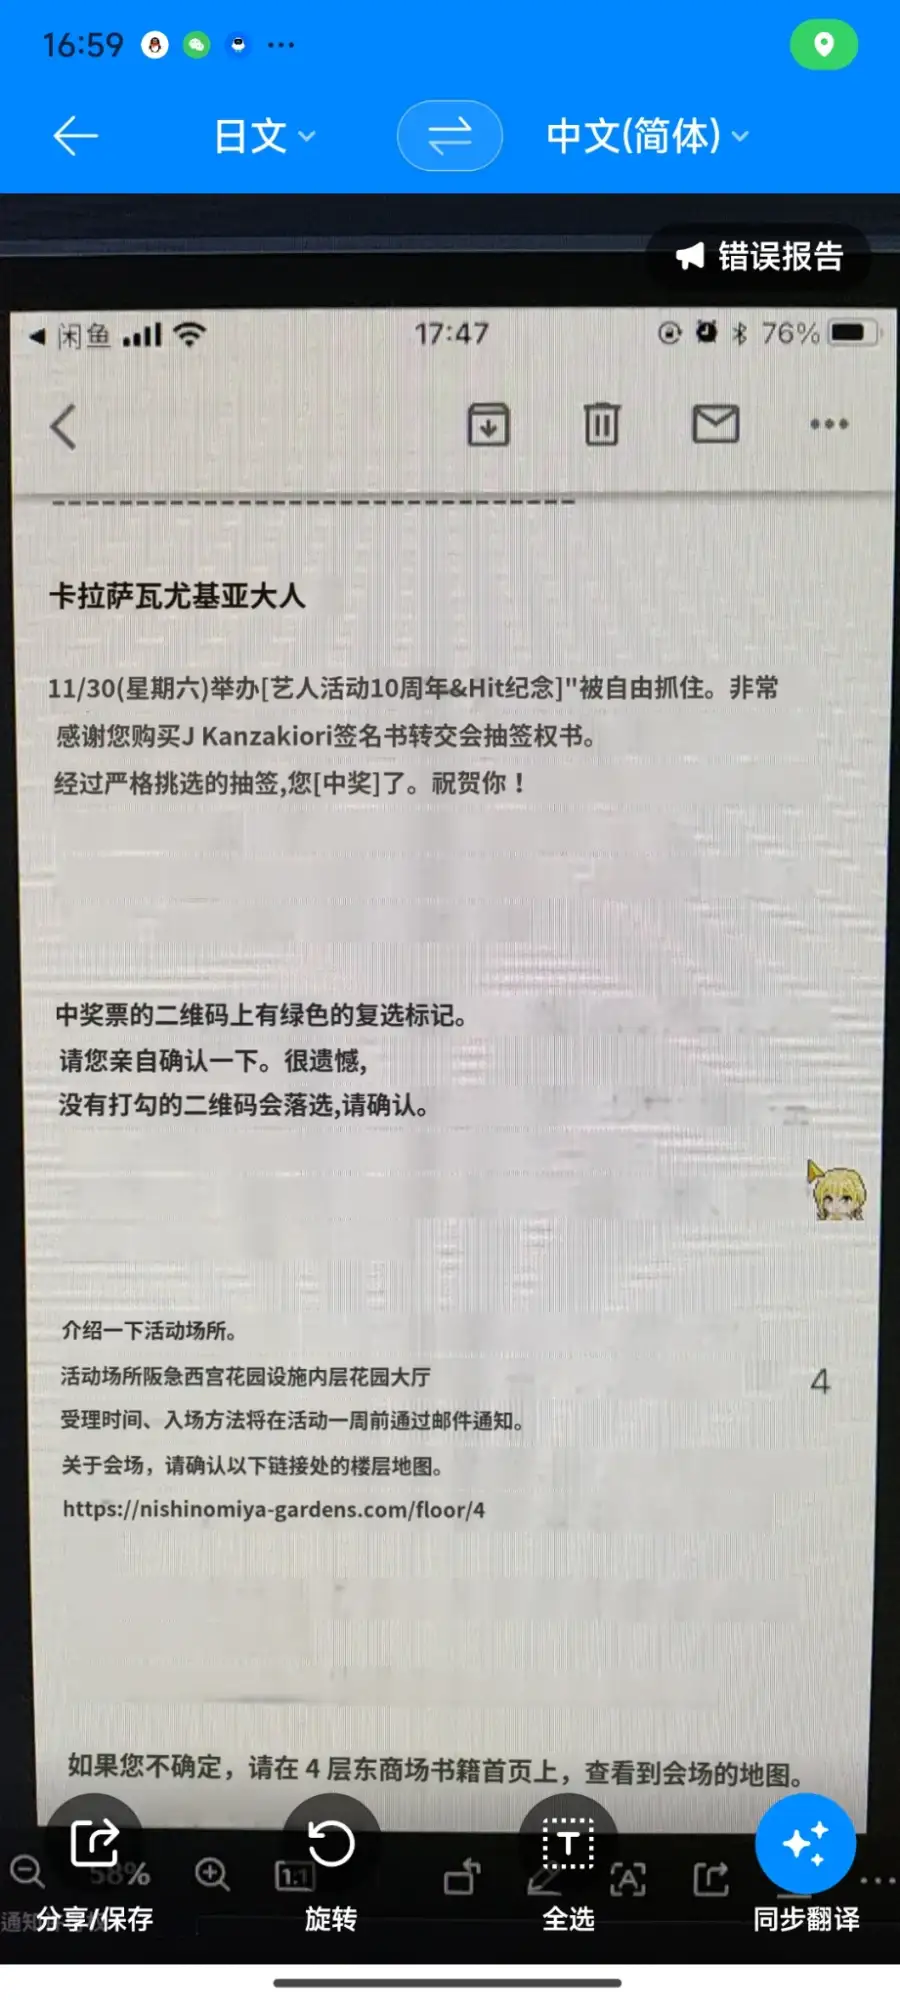 16:59
日文
中文(简体)
错误报告
闲鱼
17:47
76%
卡拉萨瓦尤基亚大人
11/30(星期六)举办[艺人活动10周年&Hit纪念]"被自由抓住。非常
感谢您购买J Kanzakiori签名书转交会抽签权书。
经过严格挑选的抽签,您[中奖]了。祝贺你！
中奖票的二维码上有绿色的复选标记。
请您亲自确认一下。很遗憾,
没有打勾的二维码会落选,请确认。
介绍一下活动场所。
活动场所阪急西宫花园设施内层花园大厅
4
受理时间、入场方法将在活动一周前通过邮件通知。
关于会场，请确认以下链接处的楼层地图。
https://nishinomiya-gardens.com/floor/4
如果您不确定，请在 4 层东商场书籍首页上，查看到会场的地图。
58%
1:1
T
A
通知
分享/保存
旋转
全选
同步翻译